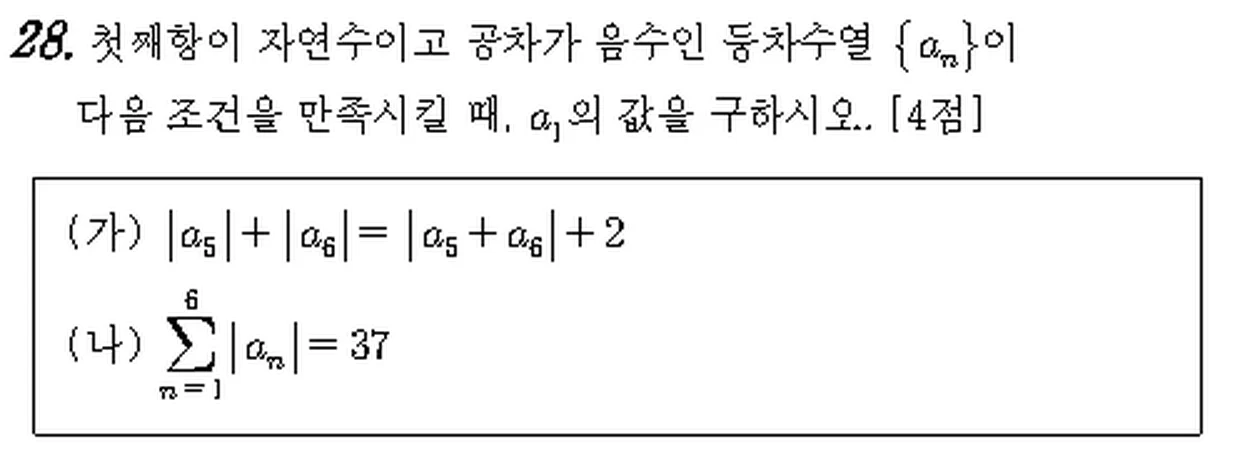 28. 첫째항이 자연수이고 공차가 음수인 등차수열 {aₙ}이
다음 조건을 만족시킬 때, a₁의 값을 구하시오.. [4점]
(가) |a₅|+|a₆|= |a₅+a₆|+2
(나) ∑_{n=1}^{6} |aₙ|= 37